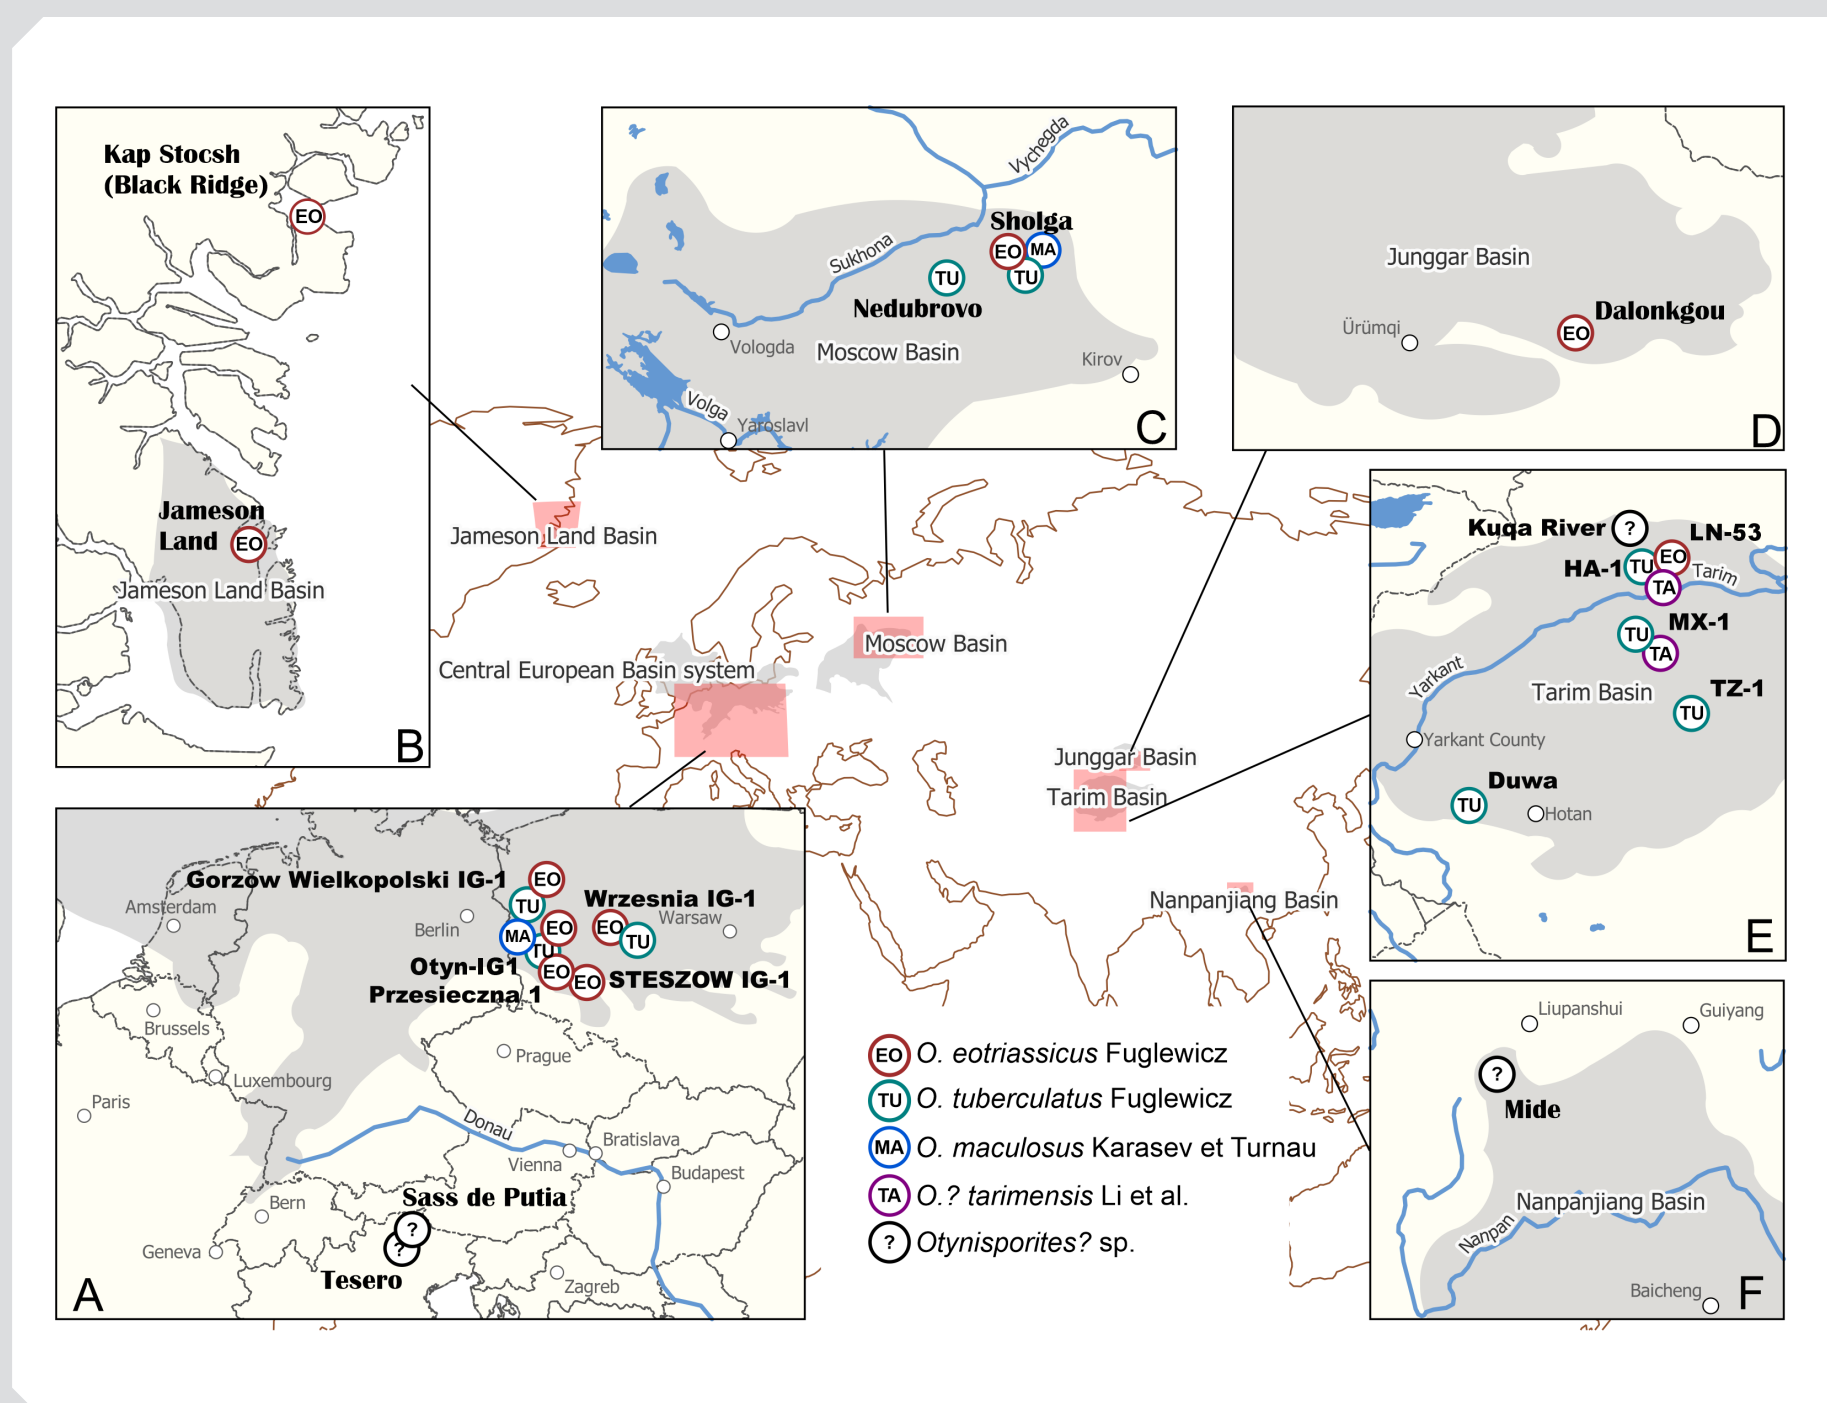 Kap Stocsh
(Black Ridge)
EO
Jameson
Land
EO
Jameson Land Basin
B
Vychegda
Sukhona
Sholga
EO
MA
TU
TU
Nedubrovo
Vologda
Moscow Basin
Kirov
Volga
Yaroslavl
C
Junggar Basin
Dalonkgou
Ürümqi
EO
D
Jameson Land Basin
Moscow Basin
Central European Basin system
Junggar Basin
Tarim Basin
Nanpanjiang Basin
Kuqa River
?
LN-53
HA-1
TU
EO
TA
Tarim
TU
MX-1
TA
Yarkant
Tarim Basin
TZ-1
TU
Yarkant County
Duwa
TU
Hotan
E
Gorzow Wielkopolski IG-1
EO
TU
Amsterdam
Berlin
MA
EO
TU
Wrzesnia IG-1
EO
TU
Warsaw
Otyn-IG1
EO
EO
STESZOW IG-1
Przesieczna 1
Brussels
Prague
Luxembourg
Paris
Donau
Bratislava
Vienna
Budapest
Bern
Sass de Putia
?
?
Geneva
Tesero
Zagreb
A
EO O. eotriassicus Fuglewicz
TU O. tuberculatus Fuglewicz
MA O. maculosus Karasev et Turnau
TA O.? tarimensis Li et al.
? Otynisporites? sp.
Liupanshui
Guiyang
?
Mide
Nanpanjiang Basin
Nanpan
Baicheng
F